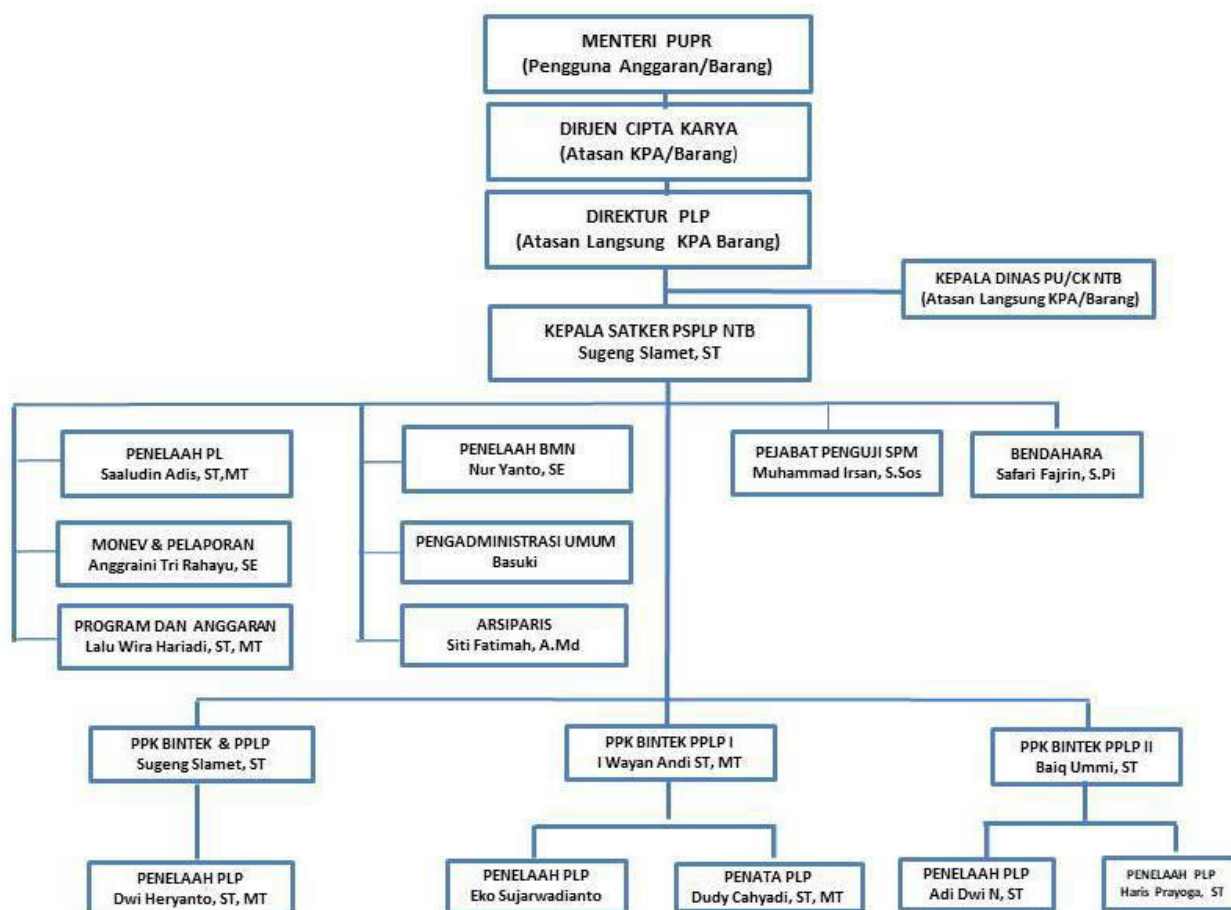 MENTERI PUPR
(Pengguna Anggaran/Barang)
DIRJEN CIPTA KARYA
(Atasan KPA/Barang)
DIREKTUR PLP
(Atasan Langsung KPA Barang)
KEPALA DINAS PU/CK NTB
(Atasan Langsung KPA/Barang)
KEPALA SATKER PSPLP NTB
Sugeng Slamet, ST
PENELAAH PL
Saaludin Adis, ST,MT
PENELAAH BMN
Nur Yanto, SE
PEJABAT PENGUJI SPM
Muhammad Irsan, S.Sos
BENDAHARA
Safari Fajrin, S.Pi
MONEV & PELAPORAN
Anggraini Tri Rahayu, SE
PENGADMINISTRASI UMUM
Basuki
PROGRAM DAN ANGGARAN
Lalu Wira Hariadi, ST, MT
ARSIPARIS
Siti Fatimah, A.Md
PPK BINTEK & PPLP
Sugeng Slamet, ST
PPK BINTEK PPLP I
I Wayan Andi ST, MT
PPK BINTEK PPLP II
Baiq Ummi, ST
PENELAAH PLP
Dwi Heryanto, ST, MT
PENELAAH PLP
Eko Sujarwadianto
PENATA PLP
Dudy Cahyadi, ST, MT
PENELAAH PLP
Adi Dwi N, ST
PENELAAH PLP
Haris Prayoga, ST